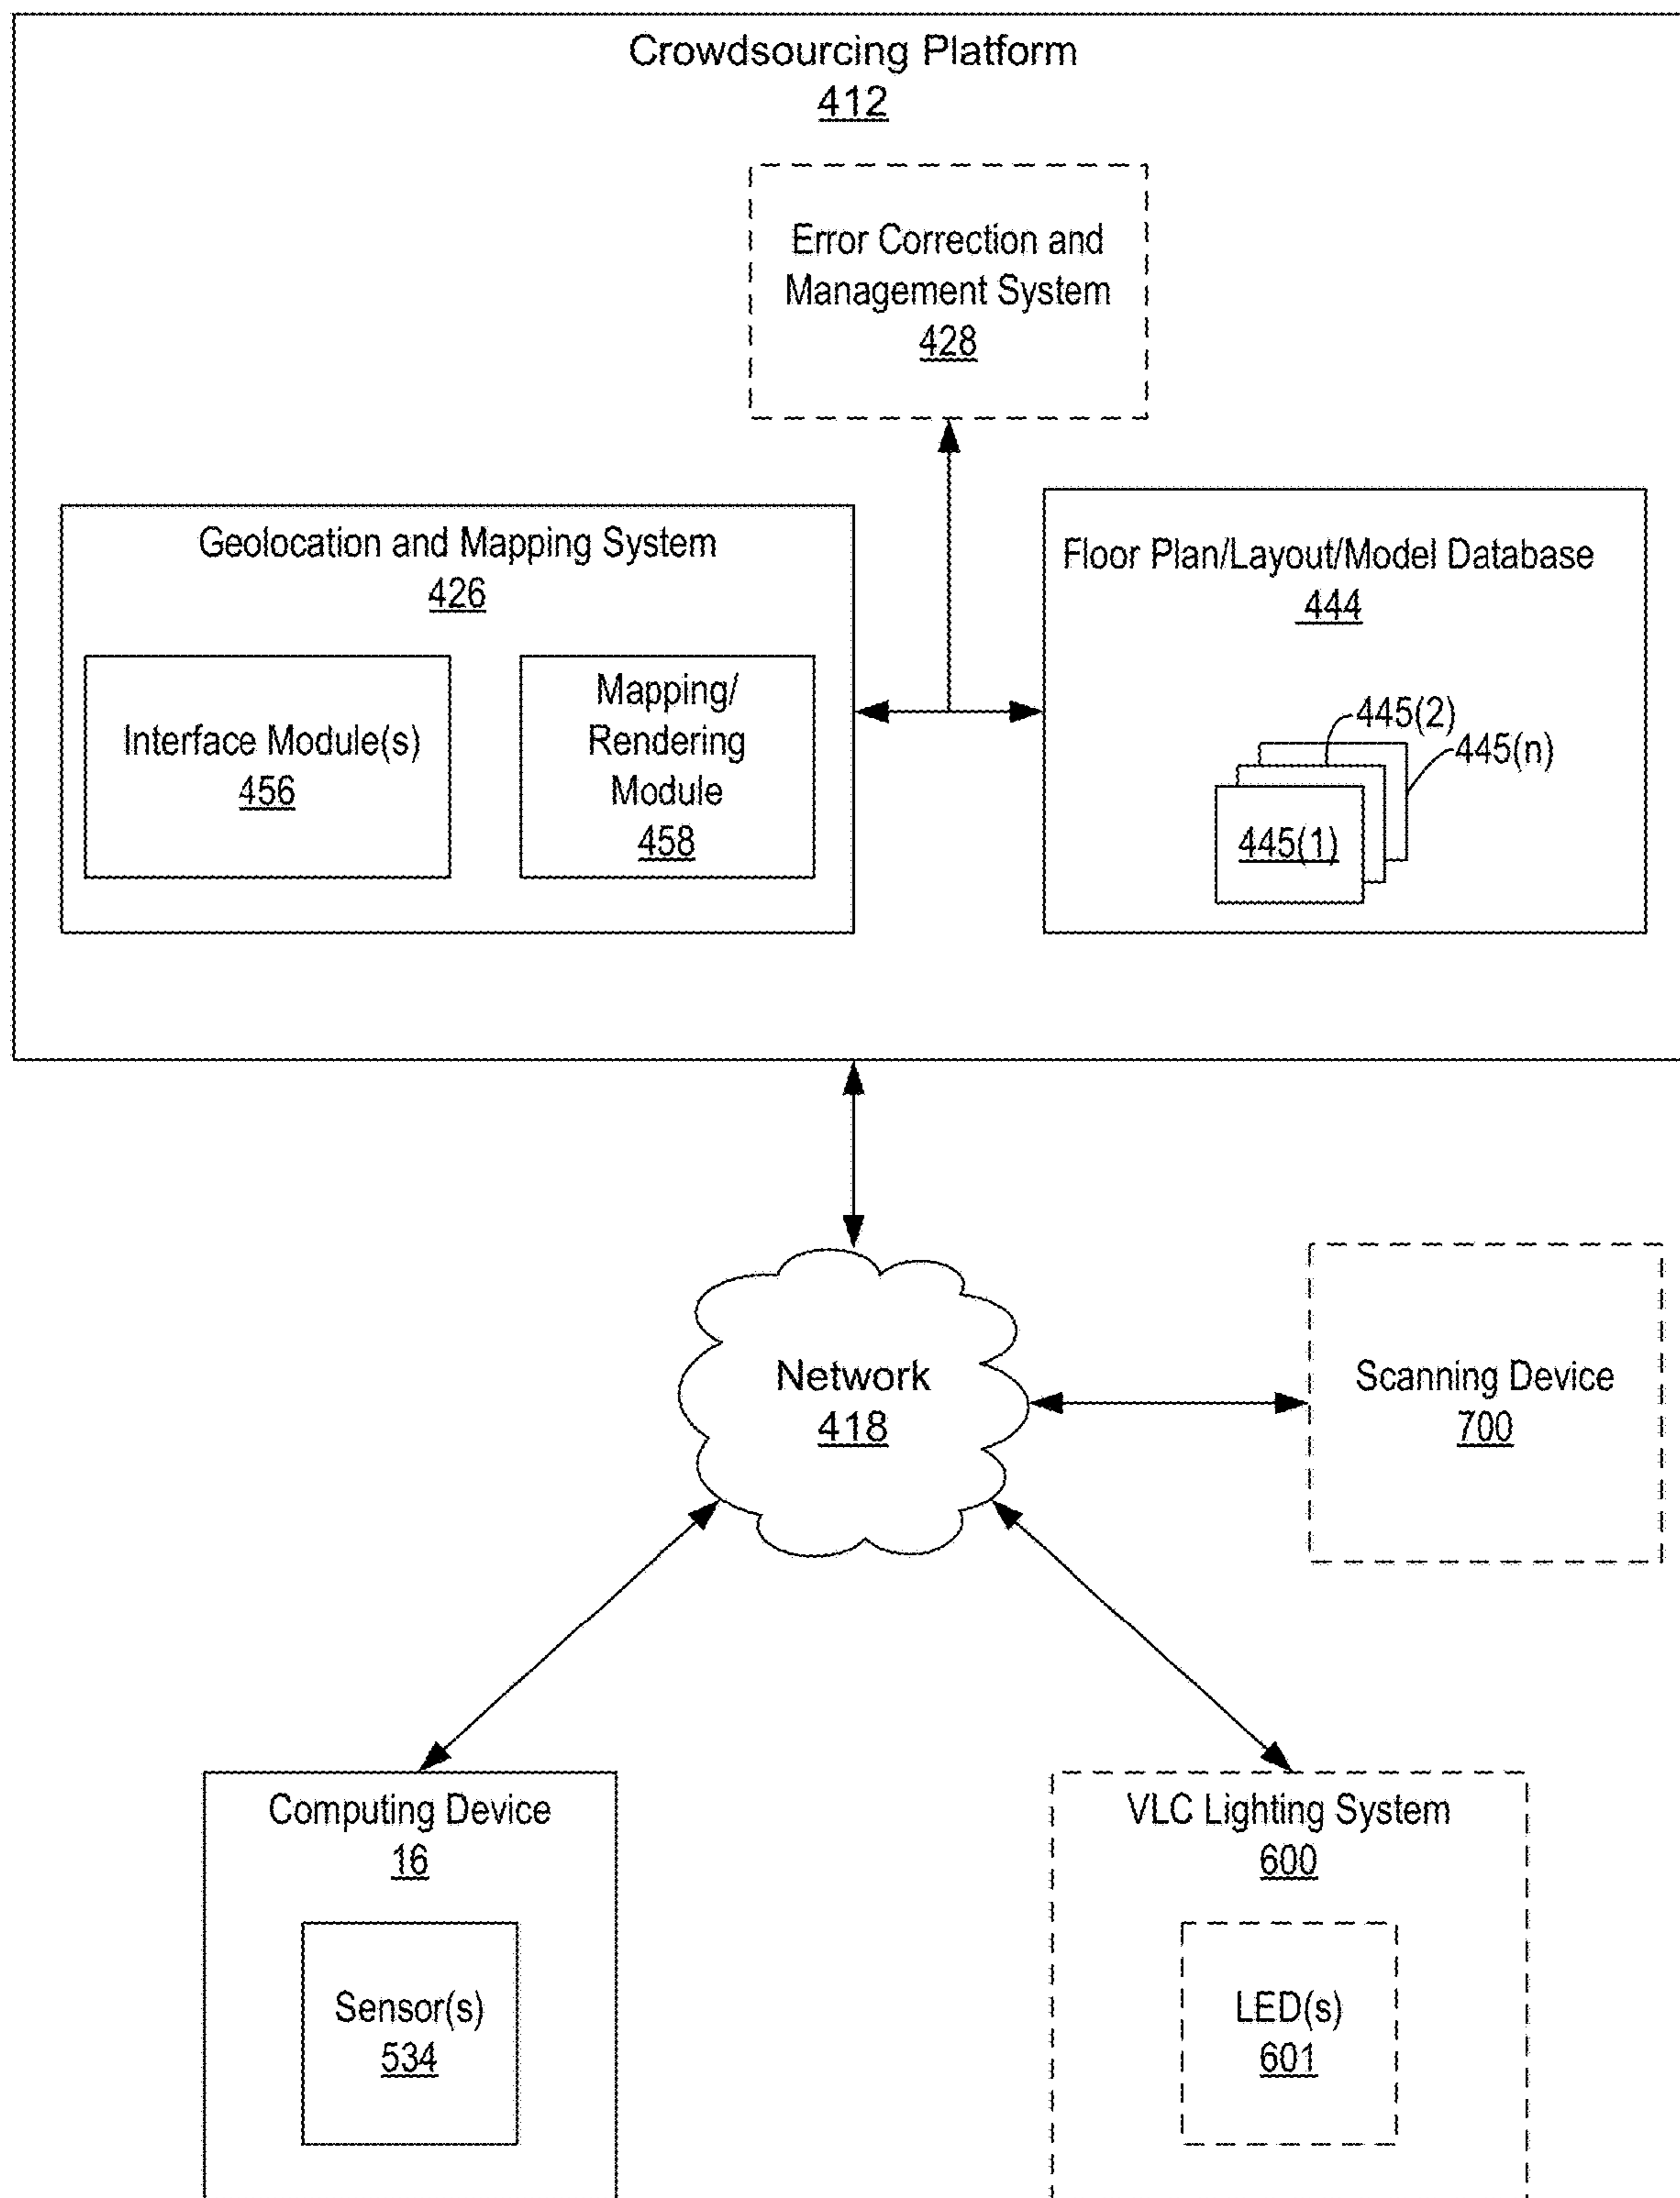 Crowdsourcing Platform
412
Error Correction and
Management System
428
Geolocation and Mapping System
426
Interface Module(s)
456
Mapping/
Rendering
Module
458
Floor Plan/Layout/Model Database
444
445(2)
445(n)
445(1)
Network
418
Scanning Device
700
Computing Device
16
Sensor(s)
534
VLC Lighting System
600
LED(s)
601